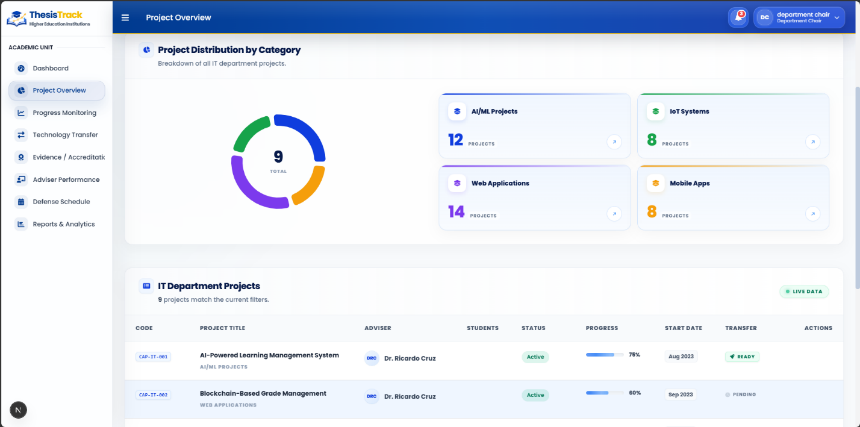 ThesisTrack
Higher Education Institutions
Project Overview
DC
department chair
Department Chair
ACADEMIC UNIT
Dashboard
Project Overview
Progress Monitoring
Technology Transfer
Evidence / Accreditatic
Adviser Performance
Defense Schedule
Reports & Analytics
Project Distribution by Category
Breakdown of all IT department projects.
9
TOTAL
AI/ML Projects
12 PROJECTS
IoT Systems
8 PROJECTS
Web Applications
14 PROJECTS
Mobile Apps
8 PROJECTS
IT Department Projects
9 projects match the current filters.
LIVE DATA
CODE PROJECT TITLE ADVISER STUDENTS STATUS PROGRESS START DATE TRANSFER ACTIONS
CAP-IT-001 AI-Powered Learning Management System DRC Dr. Ricardo Cruz Active 75% Aug 2023 READY
AI/ML PROJECTS
CAP-IT-002 Blockchain-Based Grade Management DRC Dr. Ricardo Cruz Active 60% Sep 2023 PENDING
WEB APPLICATIONS
N